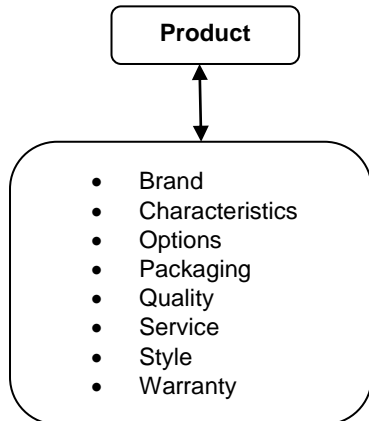 Product
• Brand
• Characteristics
• Options
• Packaging
• Quality
• Service
• Style
• Warranty